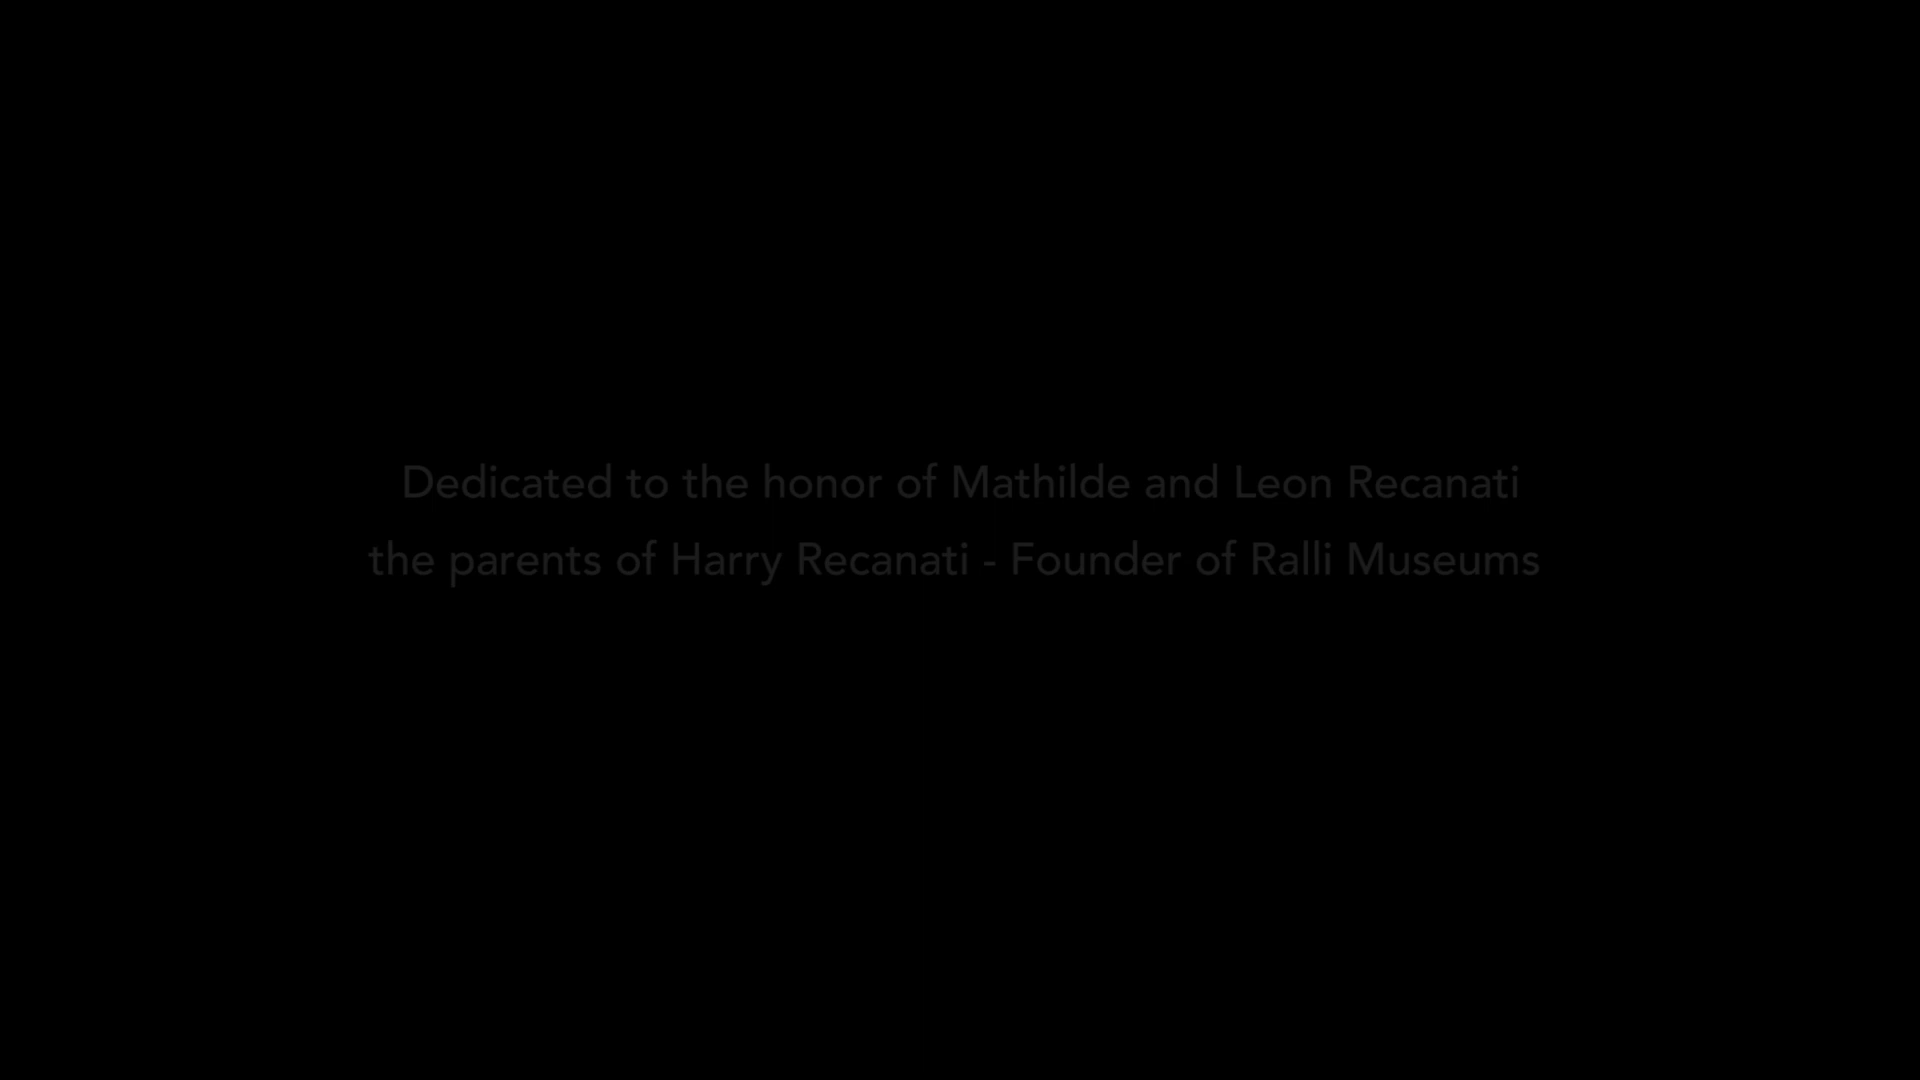 Dedicated to the honor of Mathilde and Leon Recanati
the parents of Harry Recanati - Founder of Ralli Museums